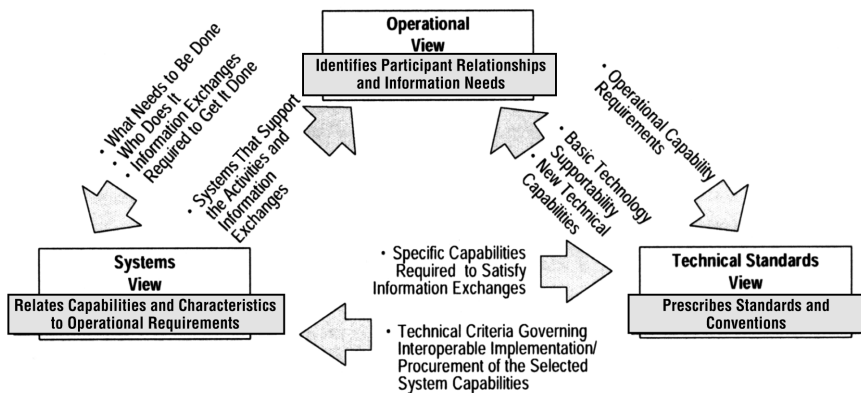 Operational
View
Identifies Participant Relationships
and Information Needs
• What Needs to Be Done
• Who Does It
• Information Exchanges
Required to Get It Done
• Systems That Support
the Activities and
Information
Exchanges
• Basic Technology
Supportability
• New Technical
Capabilities
• Operational Capability
Requirements
Systems
View
Relates Capabilities and Characteristics
to Operational Requirements
• Specific Capabilities
Required to Satisfy
Information Exchanges
• Technical Criteria Governing
Interoperable Implementation/
Procurement of the Selected
System Capabilities
Technical Standards
View
Prescribes Standards and
Conventions